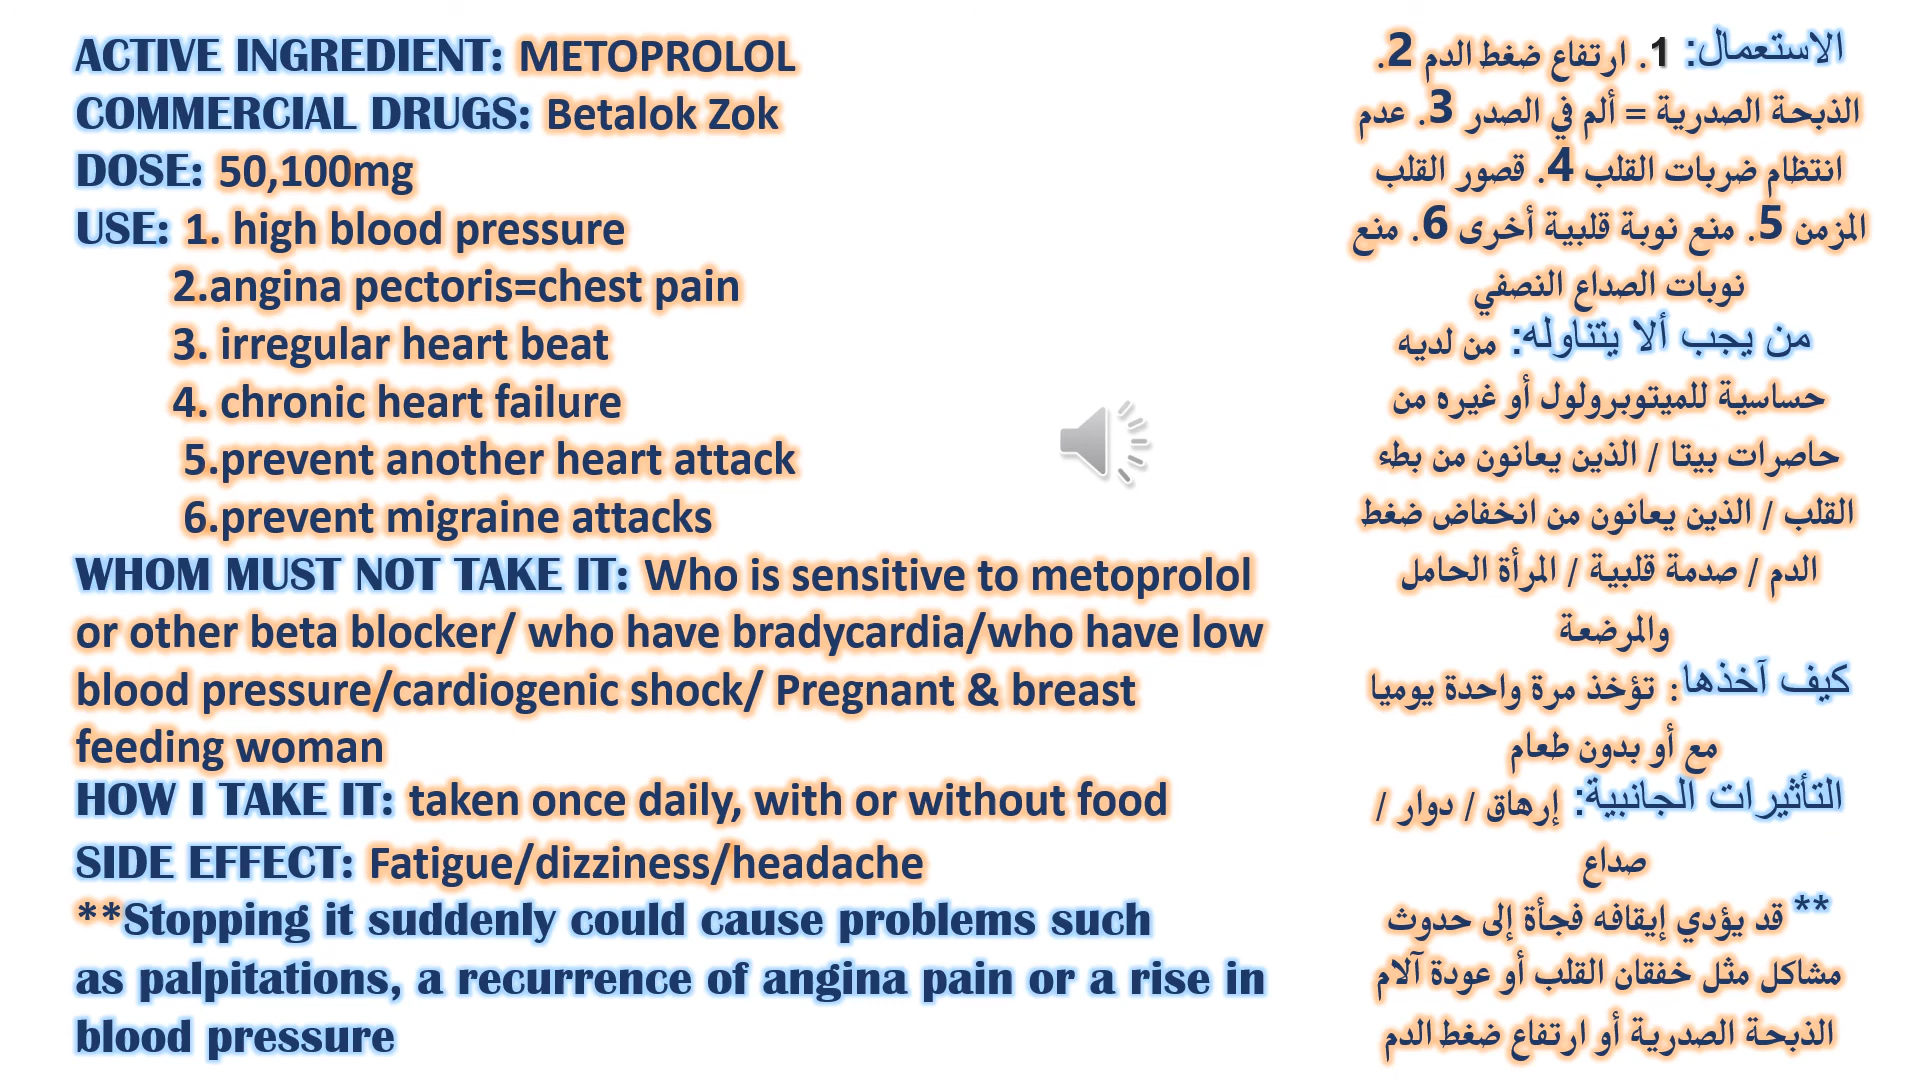 ACTIVE INGREDIENT: METOPROLOL
COMMERCIAL DRUGS: Betalok Zok
DOSE: 50,100mg
USE: 1. high blood pressure
2.angina pectoris=chest pain
3. irregular heart beat
4. chronic heart failure
5.prevent another heart attack
6.prevent migraine attacks
WHOM MUST NOT TAKE IT: Who is sensitive to metoprolol
or other beta blocker/ who have bradycardia/who have low
blood pressure/cardiogenic shock/ Pregnant & breast
feeding woman
HOW I TAKE IT: taken once daily, with or without food
SIDE EFFECT: Fatigue/dizziness/headache
**Stopping it suddenly could cause problems such
as palpitations, a recurrence of angina pain or a rise in
blood pressure
الاستعمال: 1. ارتفاع ضغط الدم 2.
الذبحة الصدرية = ألم في الصدر 3. عدم
انتظام ضربات القلب 4. قصور القلب
المزمن 5. منع نوبة قلبية أخرى 6. منع
نوبات الصداع النصفي
من يجب ألا يتناوله: من لديه
حساسية للميتوبرولول أو غيره من
حاصرات بيتا / الذين يعانون من بطء
القلب / الذين يعانون من انخفاض ضغط
الدم / صدمة قلبية / المرأة الحامل
والمرضعة
كيف آخذها: تؤخذ مرة واحدة يوميا
مع أو بدون طعام
التأثيرات الجانبية: إرهاق / دوار /
صداع
** قد يؤدي إيقافه فجأة إلى حدوث
مشاكل مثل خفقان القلب أو عودة آلام
الذبحة الصدرية أو ارتفاع ضغط الدم